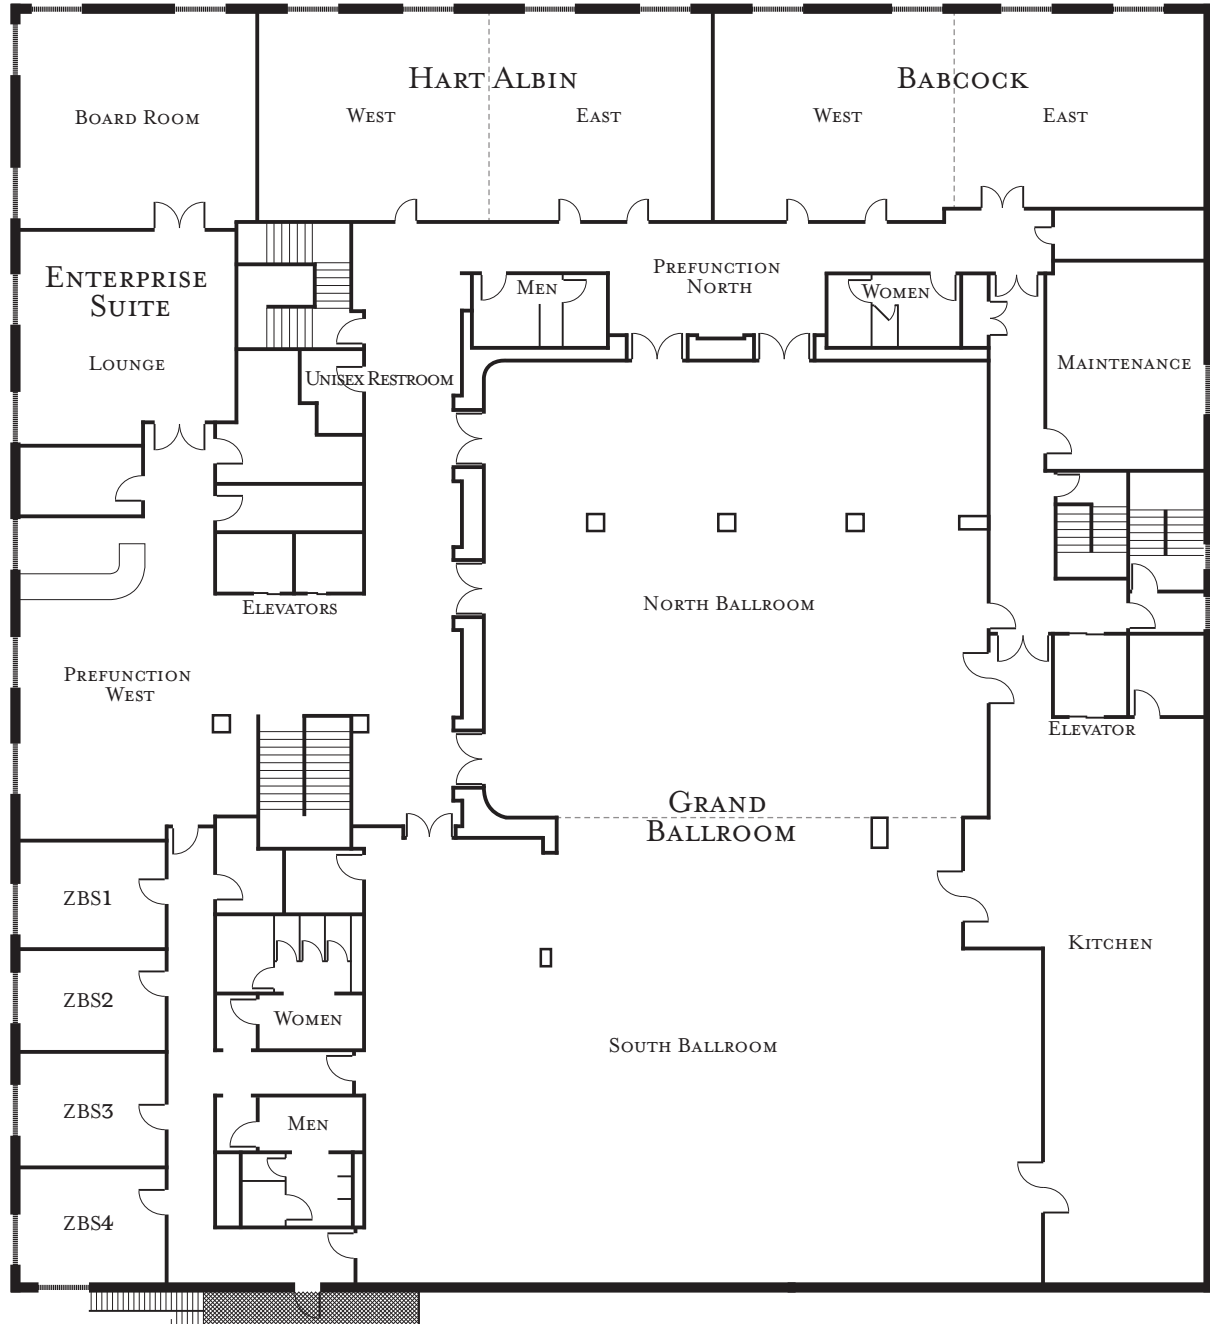 Hart Albin
Babcock
West
East
West
East
Board Room
Enterprise
Suite
Lounge
Men
Prefunction
North
Women
Maintenance
Unisex Restroom
North Ballroom
Elevators
Prefunction
West
Elevator
Grand
Ballroom
ZBS1
Kitchen
ZBS2
Women
South Ballroom
ZBS3
Men
ZBS4